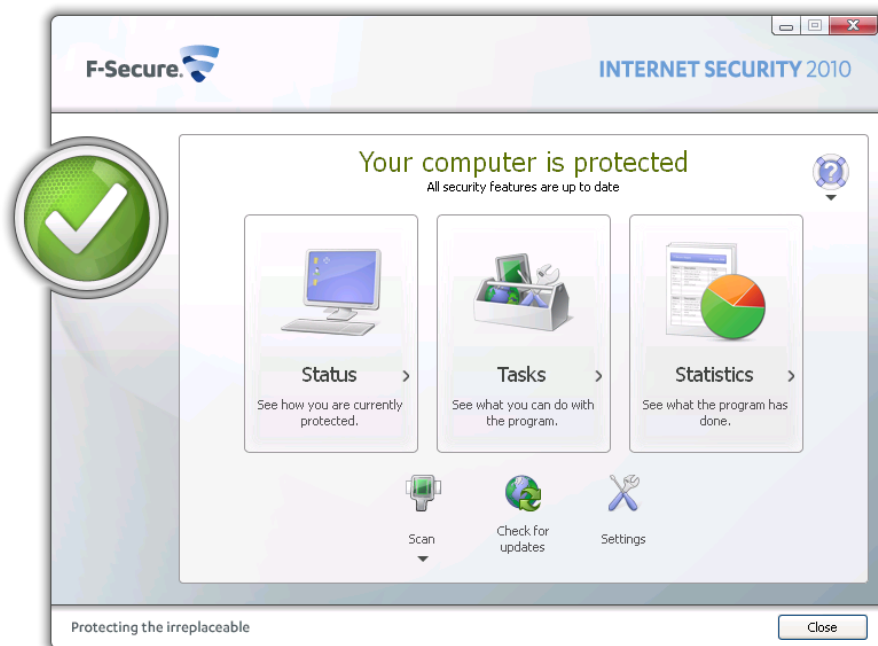 F-Secure.
INTERNET SECURITY 2010
Your computer is protected
All security features are up to date
Status
See how you are currently
protected.
Tasks
See what you can do with
the program.
Statistics
See what the program has
done.
Scan
Check for
updates
Settings
Protecting the irreplaceable
Close